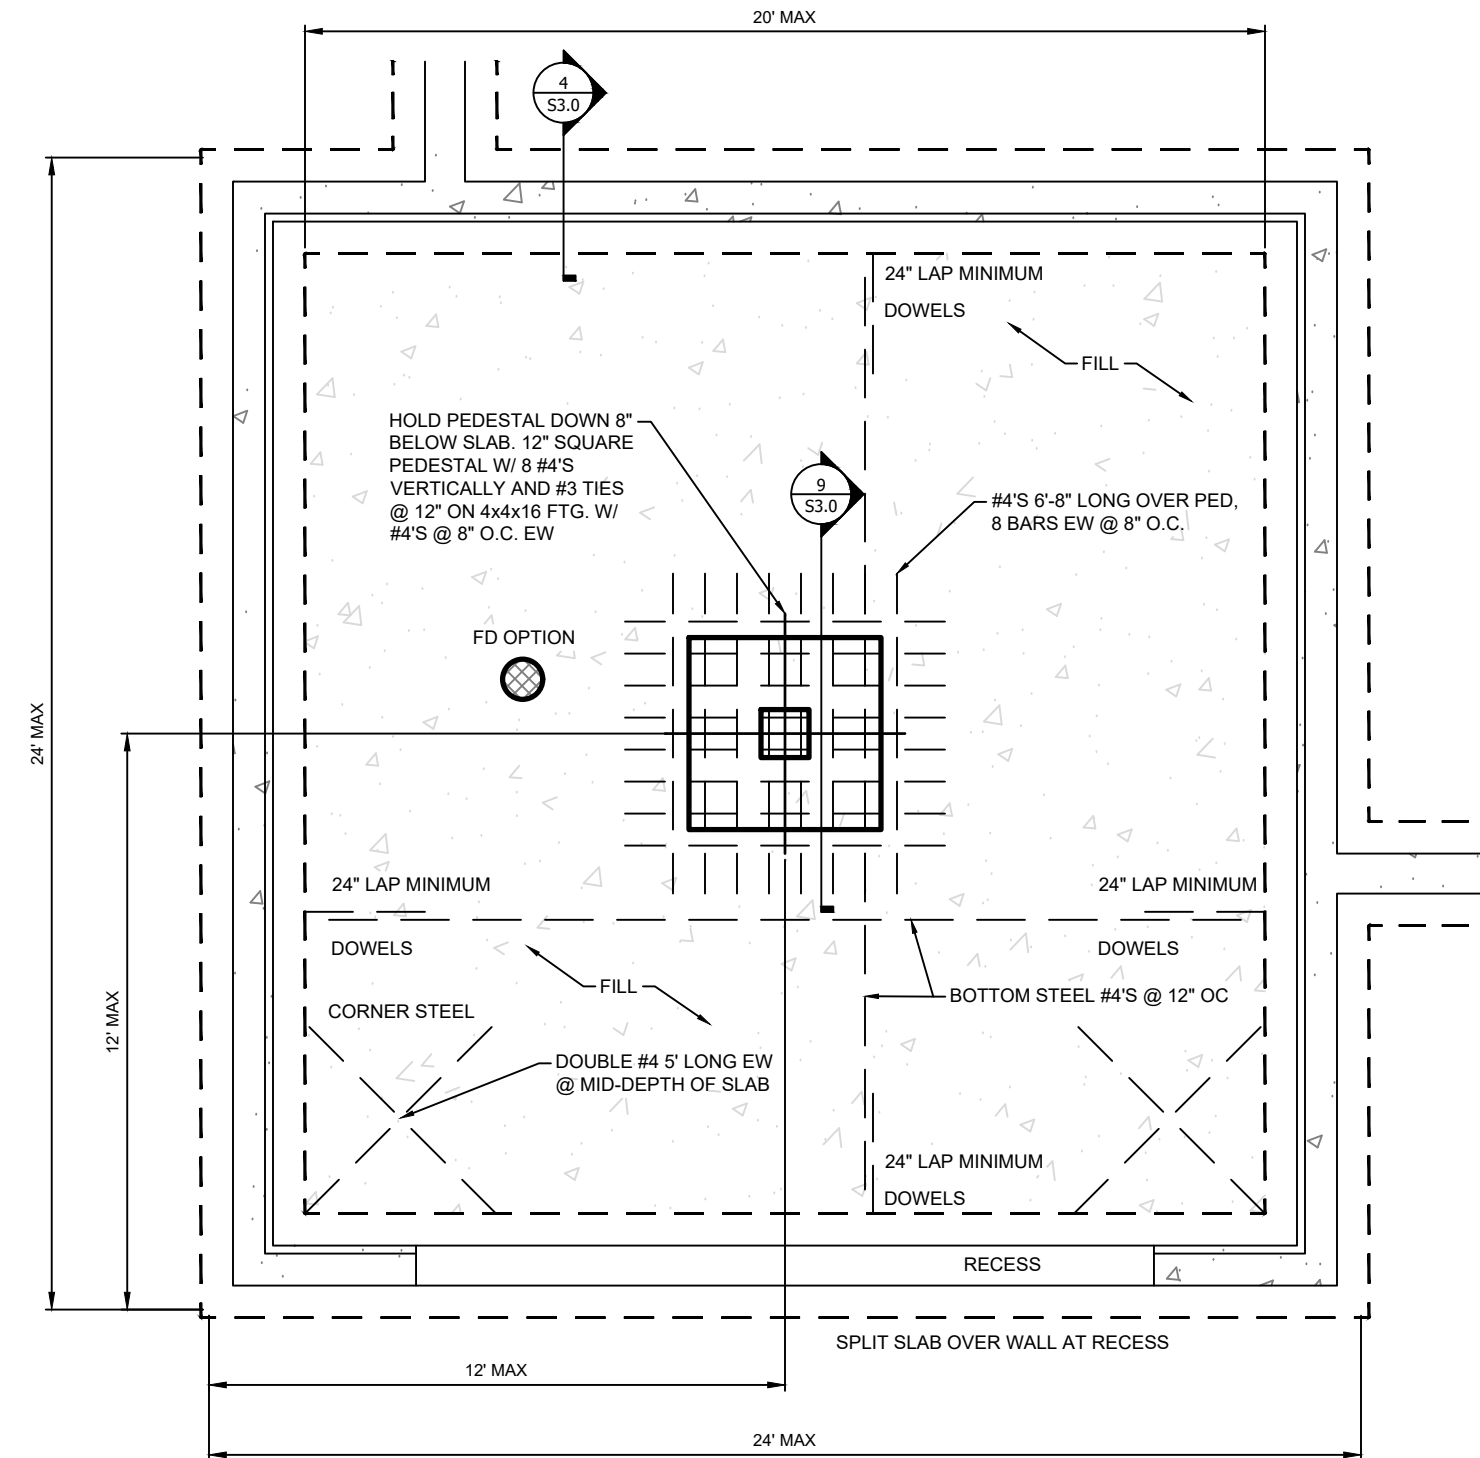 20' MAX
4
S3.0
24" LAP MINIMUM
DOWELS
FILL
HOLD PEDESTAL DOWN 8"
BELOW SLAB. 12" SQUARE
PEDESTAL W/ 8 #4'S
VERTICALLY AND #3 TIES
@ 12" ON 4x4x16 FTG. W/
#4'S @ 8" O.C. EW
9
S3.0
#4'S 6'-8" LONG OVER PED,
8 BARS EW @ 8" O.C.
FD OPTION
24' MAX
24" LAP MINIMUM
24" LAP MINIMUM
DOWELS
DOWELS
FILL
BOTTOM STEEL #4'S @ 12" OC
CORNER STEEL
12' MAX
DOUBLE #4 5' LONG EW
@ MID-DEPTH OF SLAB
24" LAP MINIMUM
DOWELS
RECESS
SPLIT SLAB OVER WALL AT RECESS
12' MAX
24' MAX